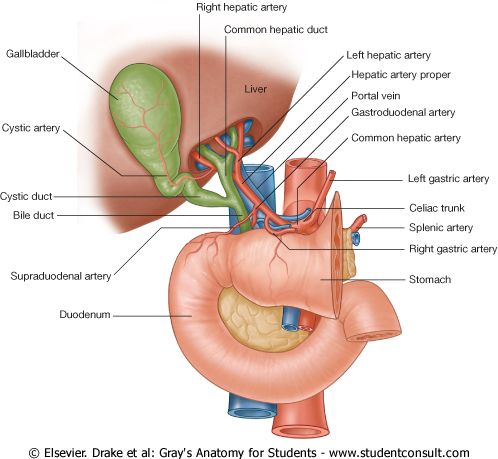 Right hepatic artery
Common hepatic duct
Gallbladder
Left hepatic artery
Hepatic artery proper
Liver
Portal vein
Gastroduodenal artery
Cystic artery
Common hepatic artery
Left gastric artery
Cystic duct
Celiac trunk
Bile duct
Splenic artery
Right gastric artery
Supraduodenal artery
Stomach
Duodenum
© Elsevier. Drake et al: Gray's Anatomy for Students - www.studentconsult.com